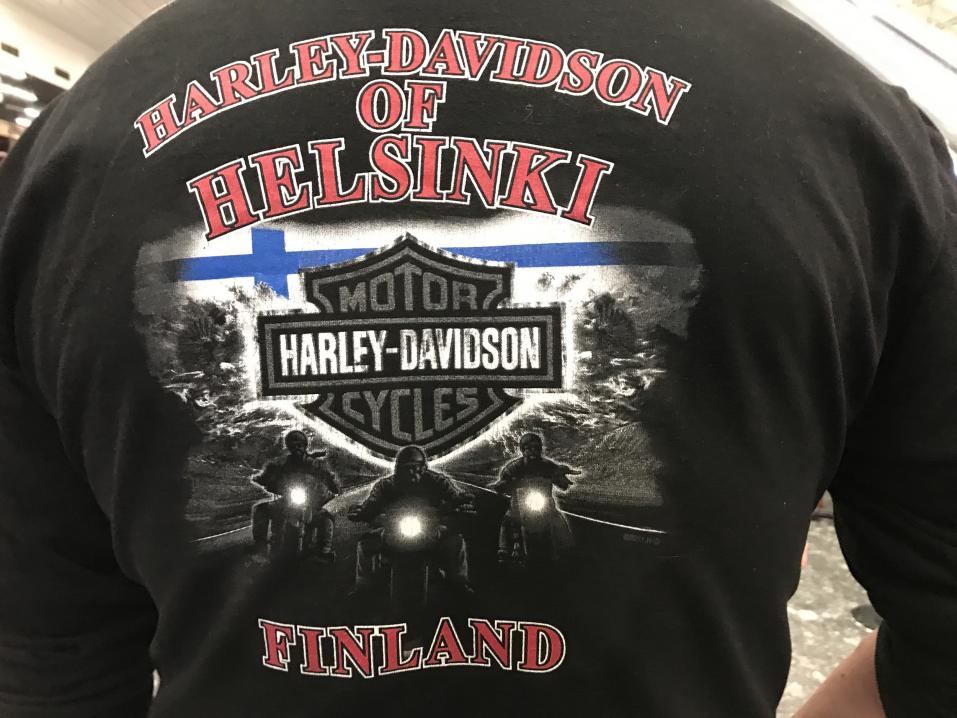 HARLEY-DAVIDSON
OF
HELSINKI
MOTOR
HARLEY-DAVIDSON
CYCLES
FINLAND